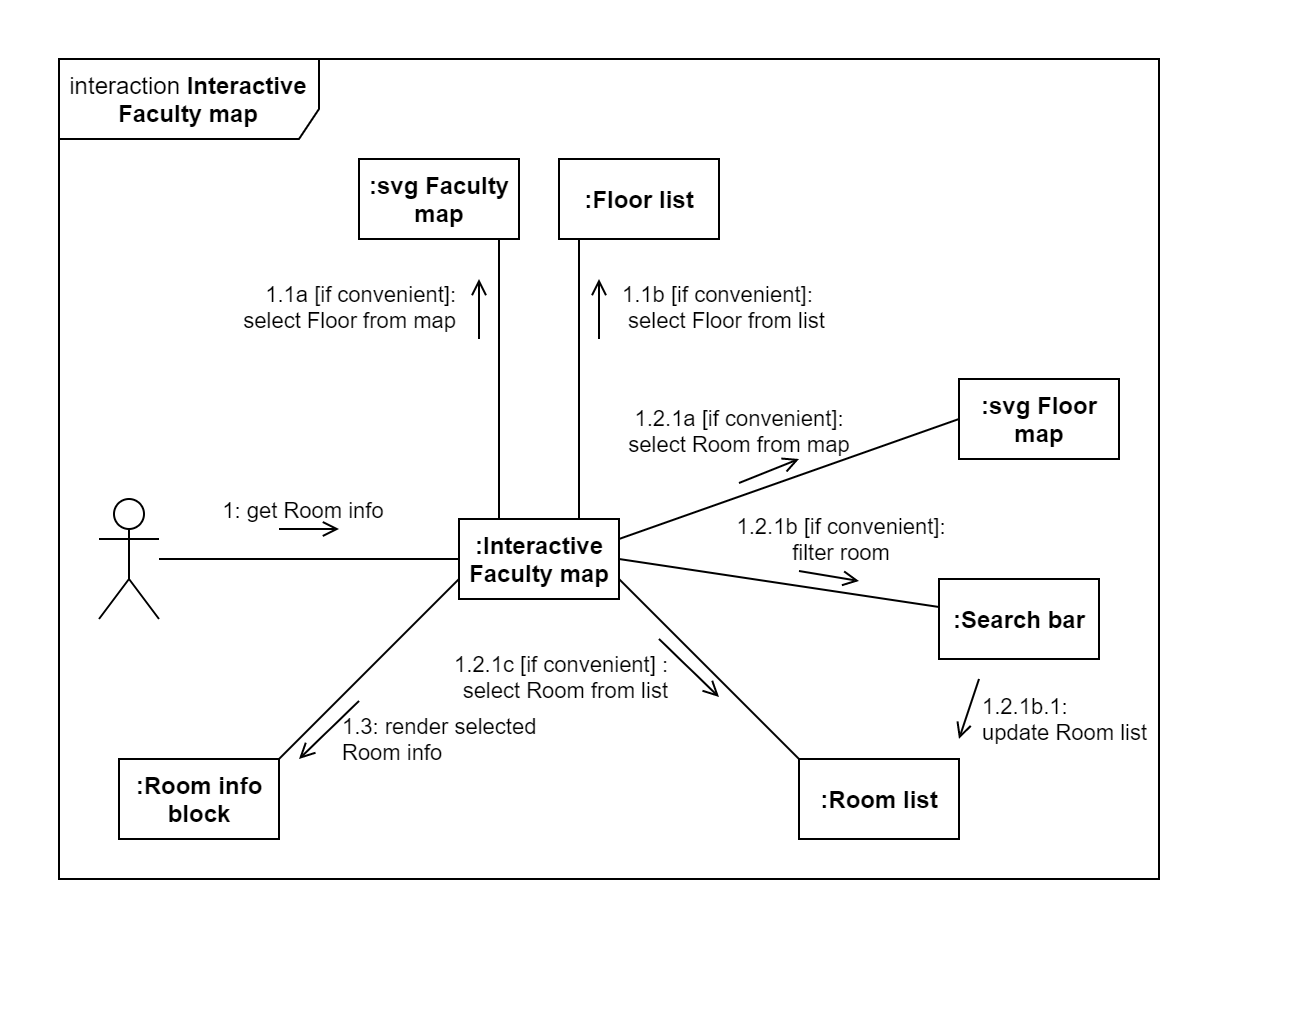 interaction Interactive
Faculty map
:svg Faculty
map
:Floor list
1.1a [if convenient]:
select Floor from map
1.1b [if convenient]:
select Floor from list
:svg Floor
map
1.2.1a [if convenient]:
select Room from map
1: get Room info
1.2.1b [if convenient]:
filter room
:Interactive
Faculty map
:Search bar
1.2.1c [if convenient] :
select Room from list
1.2.1b.1:
update Room list
1.3: render selected
Room info
:Room info
block
:Room list